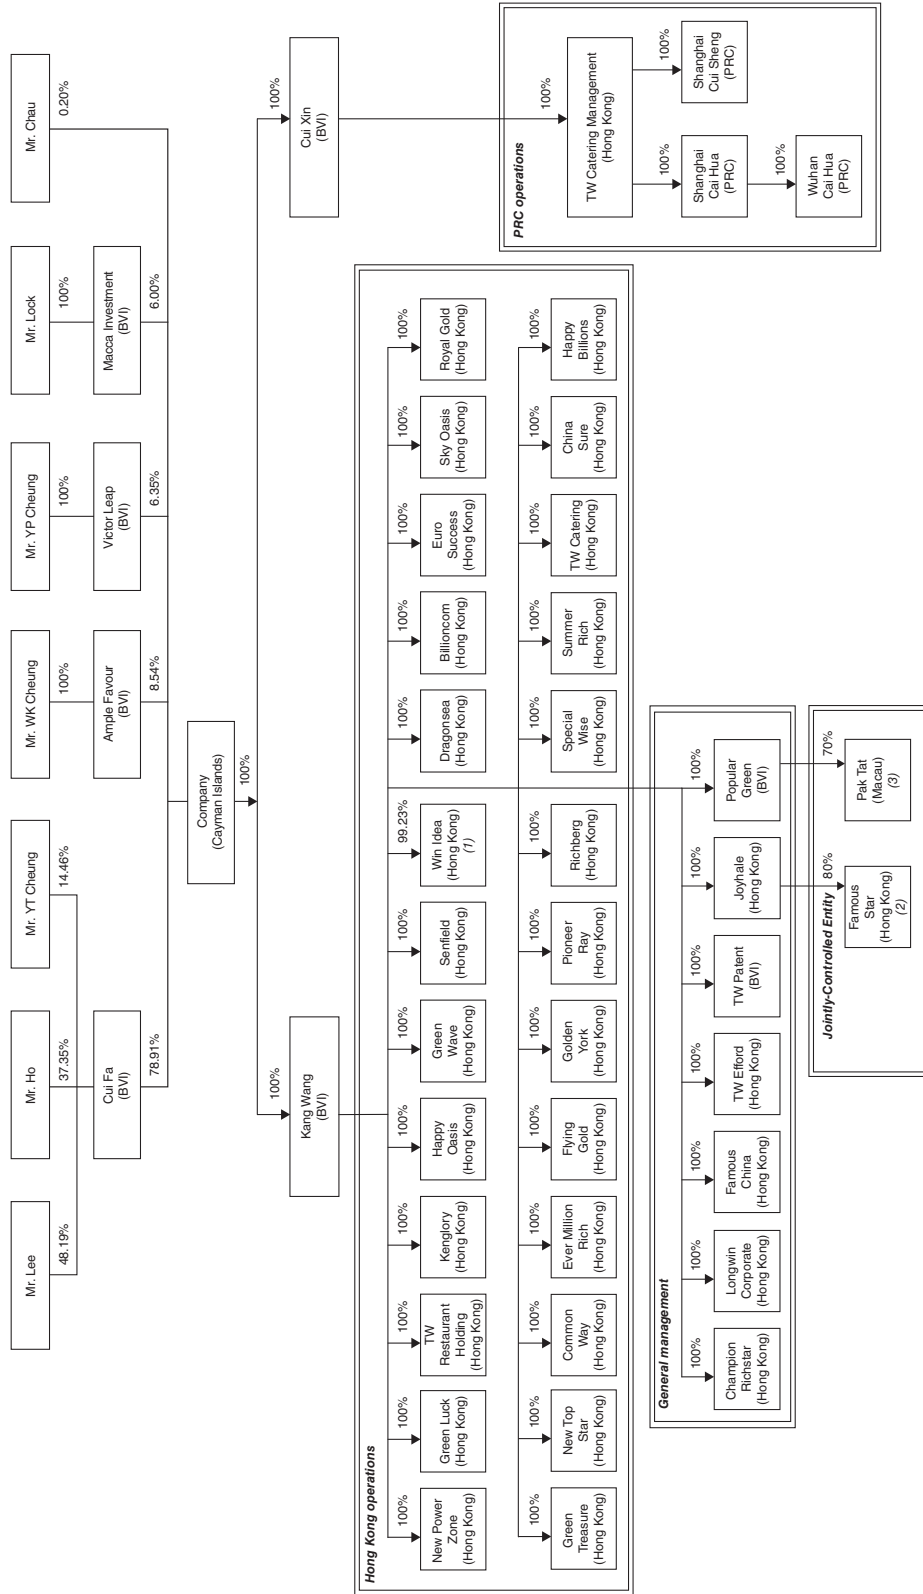 Mr. Lee
Mr. Ho
Mr. YT Cheung
Mr. WK Cheung
Mr. YP Cheung
Mr. Lock
Mr. Chau
48.19%
37.35%
14.46%
100%
100%
100%
0.20%
Cui Fa
(BVI)
Ample Favour
(BVI)
Victor Leap
(BVI)
Macca Investment
(BVI)
78.91%
8.54%
6.35%
6.00%
Company
(Cayman Islands)
100%
100%
100%
Kang Wang
(BVI)
Cui Xin
(BVI)
Hong Kong operations
100%
100%
100%
100%
100%
100%
100%
99.23%
100%
100%
100%
100%
100%
New Power
Zone
(Hong Kong)
Green Luck
(Hong Kong)
TW
Restaurant
Holding
(Hong Kong)
Kenglory
(Hong Kong)
Happy
Oasis
(Hong Kong)
Green
Wave
(Hong Kong)
Senfield
(Hong Kong)
Win Idea
(Hong Kong)
(1)
Dragonsea
(Hong Kong)
Billioncom
(Hong Kong)
Euro
Success
(Hong Kong)
Sky Oasis
(Hong Kong)
Royal Gold
(Hong Kong)
100%
100%
100%
100%
100%
100%
100%
100%
100%
100%
100%
100%
100%
Green
Treasure
(Hong Kong)
New Top
Star
(Hong Kong)
Common
Way
(Hong Kong)
Ever Million
Rich
(Hong Kong)
Flying
Gold
(Hong Kong)
Golden
York
(Hong Kong)
Pioneer
Ray
(Hong Kong)
Richberg
(Hong Kong)
Special
Wise
(Hong Kong)
Summer
Rich
(Hong Kong)
TW Catering
(Hong Kong)
China
Sure
(Hong Kong)
Happy
Billions
(Hong Kong)
PRC operations
100%
TW Catering Management
(Hong Kong)
100%
100%
Shanghai
Cai Hua
(PRC)
Shanghai
Cui Sheng
(PRC)
100%
Wuhan
Cai Hua
(PRC)
General management
100%
100%
100%
100%
100%
100%
100%
Champion
Richstar
(Hong Kong)
Longwin
Corporate
(Hong Kong)
Famous
China
(Hong Kong)
TW Efford
(Hong Kong)
TW Patent
(BVI)
Joyhale
(Hong Kong)
Popular
Green
(BVI)
Jointly-Controlled Entity
80%
70%
Famous
Star
(Hong Kong)
(2)
Pak Tat
(Macau)
(3)